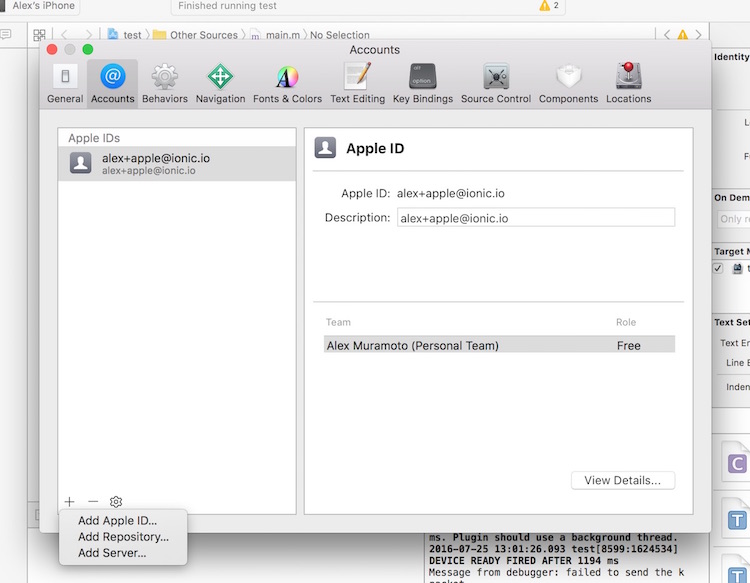 Alex's iPhone
Finished running test
2
test
Other Sources
main.m
No Selection
Accounts
General
Accounts
Behaviors
Navigation
Fonts & Colors
Text Editing
Key Bindings
Source Control
Components
Locations
Apple IDs
alex+apple@ionic.io
alex+apple@ionic.io
Apple ID
Apple ID: alex+apple@ionic.io
Description: alex+apple@ionic.io
Team Role
Alex Muramoto (Personal Team) Free
View Details...
Add Apple ID...
Add Repository...
Add Server...
Identity
On Dem
Only re
Target M
Text Set
Text En
Line E
Inden
C
T
T
ms. Plugin should use a background thread.
2016-07-25 13:01:26.093 test[8599:1624534]
DEVICE READY FIRED AFTER 1194 ms
Message from debugger: failed to send the k